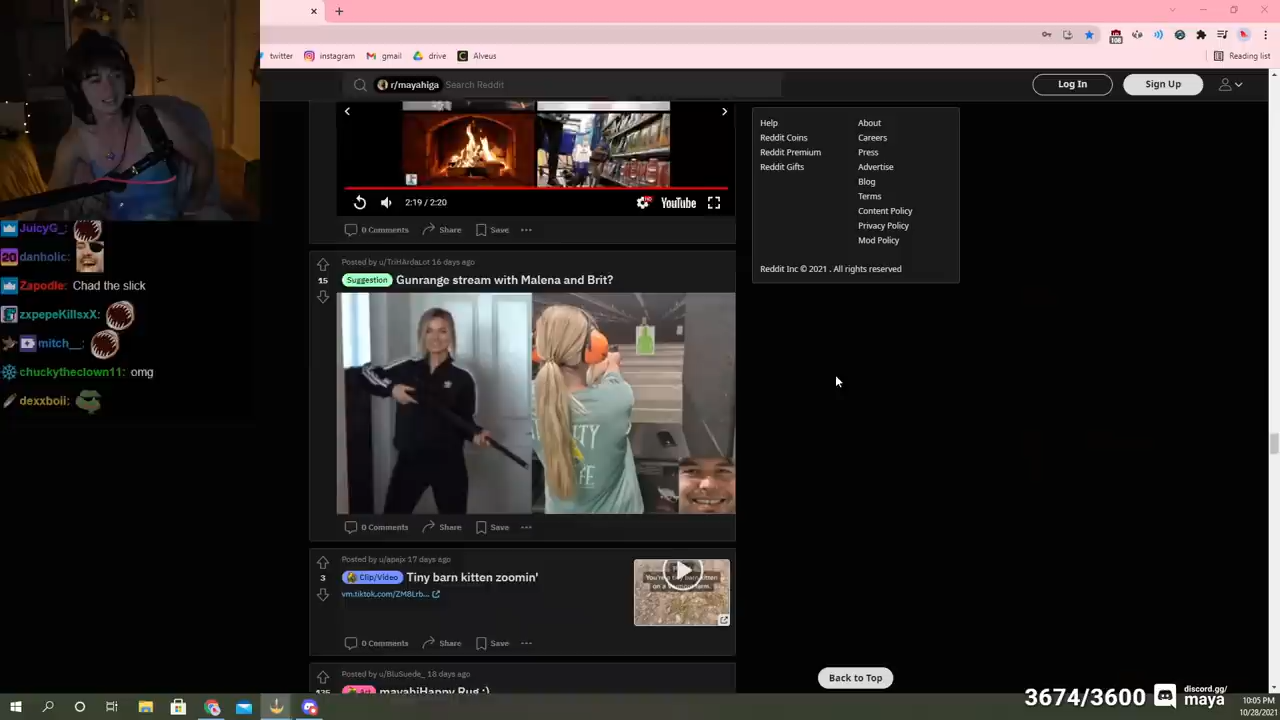 twitter instagram gmail drive Alveus Reading list
r/mayahiga Search Reddit Log In Sign Up
JuicyG_:
danholic:
Zapodle: Chad the slick
zxpepeKillsxX:
mitch__:
chuckytheclown11: omg
dexxboii:
2:19 / 2:20 YouTube
0 Comments Share Save
Posted by u/TriHArdaLot 16 days ago
15
Suggestion Gunrange stream with Malena and Brit?
0 Comments Share Save
Posted by u/apajx 17 days ago
3
Clip/Video Tiny barn kitten zoomin'
vm.tiktok.com/ZM8Lrb...
0 Comments Share Save
Posted by u/BluSuede_ 18 days ago
mayahiHappy Rug :)
Help About
Reddit Coins Careers
Reddit Premium Press
Reddit Gifts Advertise
Blog
Terms
Content Policy
Privacy Policy
Mod Policy
Reddit Inc © 2021 . All rights reserved
Back to Top
3674/3600 discord.gg/
maya
10:05 PM
10/28/2021